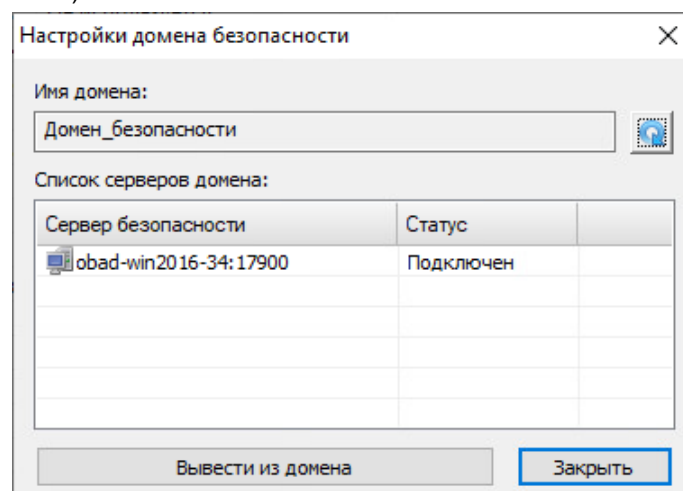 Настройки домена безопасности
Имя домена:
Домен_безопасности
Список серверов домена:
Сервер безопасности Статус
obad-win2016-34:17900 Подключен
Вывести из домена Закрыть